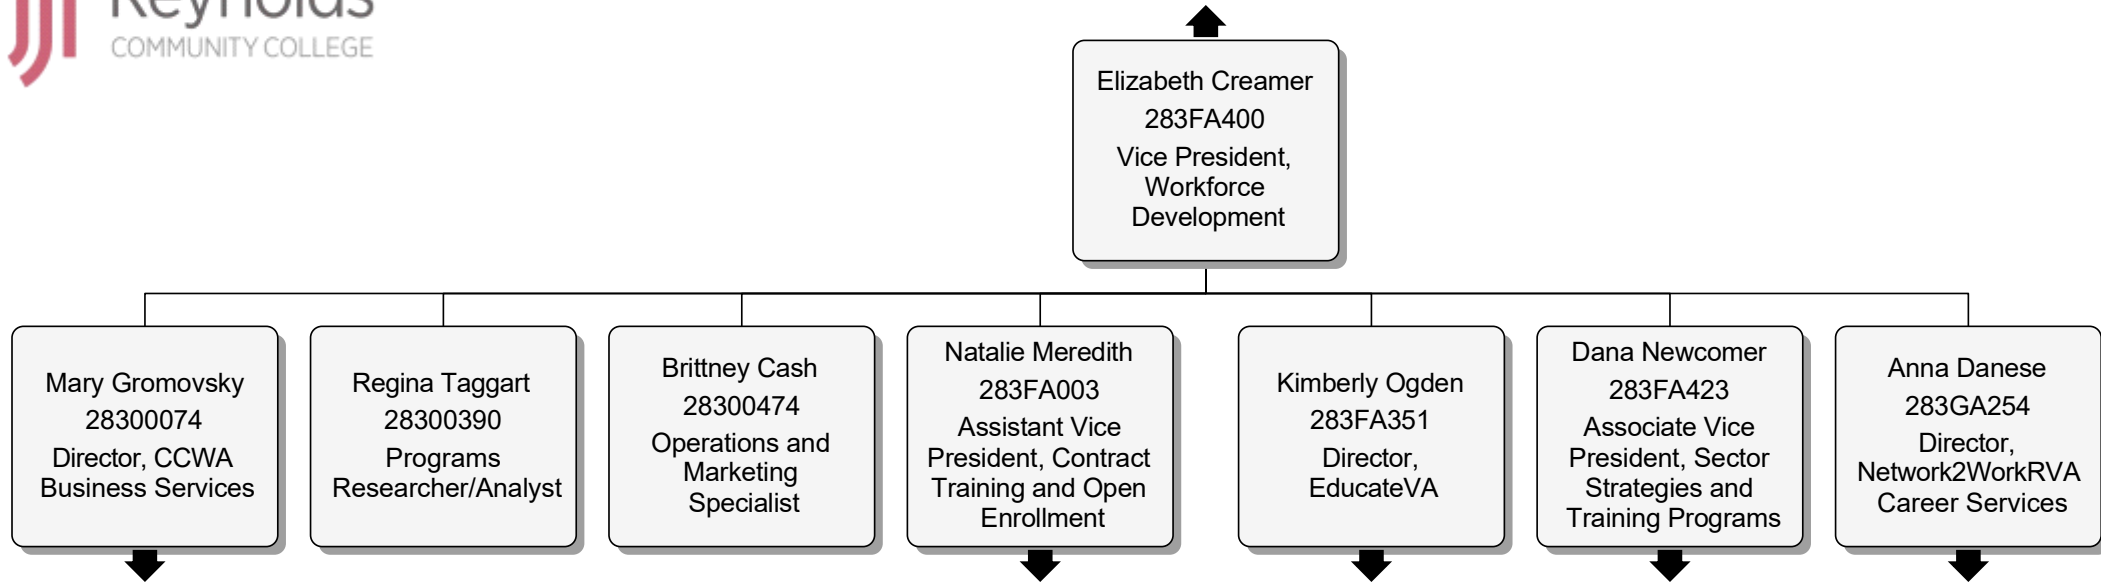 Reynolds
COMMUNITY COLLEGE
Elizabeth Creamer
283FA400
Vice President,
Workforce
Development
Mary Gromovsky
28300074
Director, CCWA
Business Services
Regina Taggart
28300390
Programs
Researcher/Analyst
Brittney Cash
28300474
Operations and
Marketing
Specialist
Natalie Meredith
283FA003
Assistant Vice
President, Contract
Training and Open
Enrollment
Kimberly Ogden
283FA351
Director,
EducateVA
Dana Newcomer
283FA423
Associate Vice
President, Sector
Strategies and
Training Programs
Anna Danese
283GA254
Director,
Network2WorkRVA
Career Services